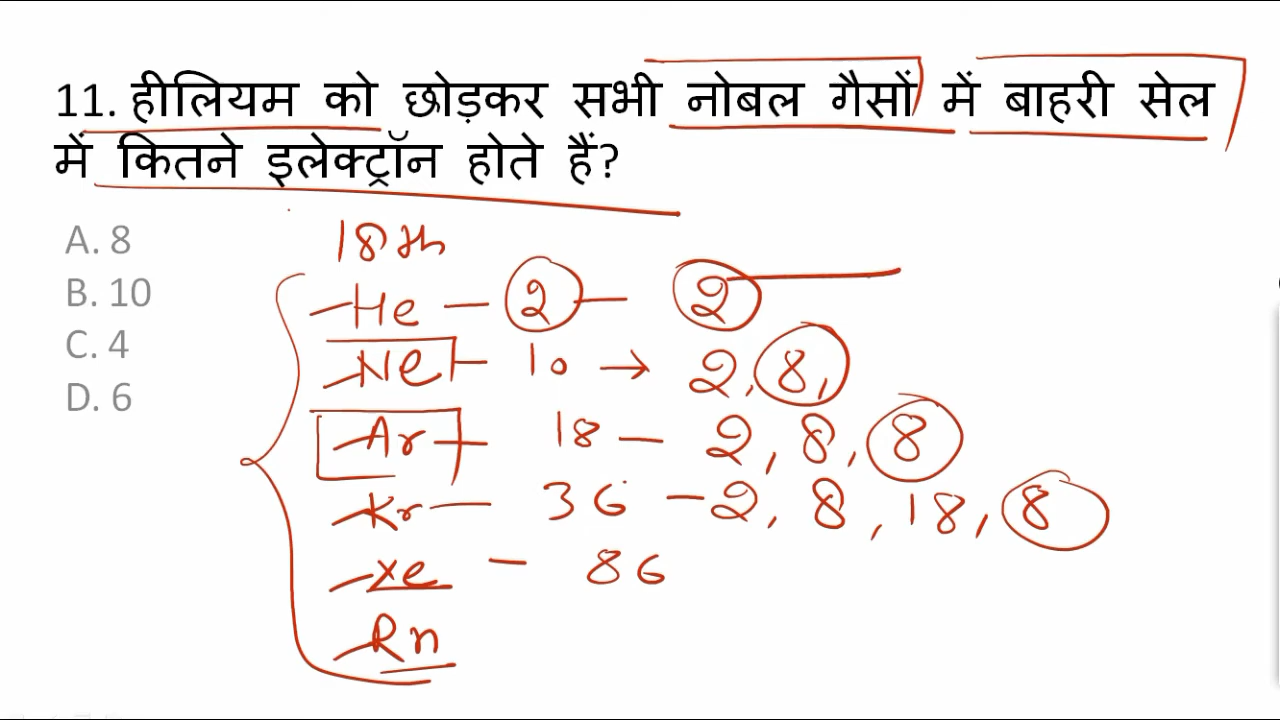 11. हीलियम को छोड़कर सभी नोबल गैसों में बाहरी सेल
में कितने इलेक्ट्रॉन होते हैं?
A. 8
B. 10
C. 4
D. 6
18th
He — 2 — 2
Ne — 10 → 2, 8,
Ar — 18 — 2, 8, 8
Kr — 36 — 2, 8, 18, 8
Xe — 86
Rn